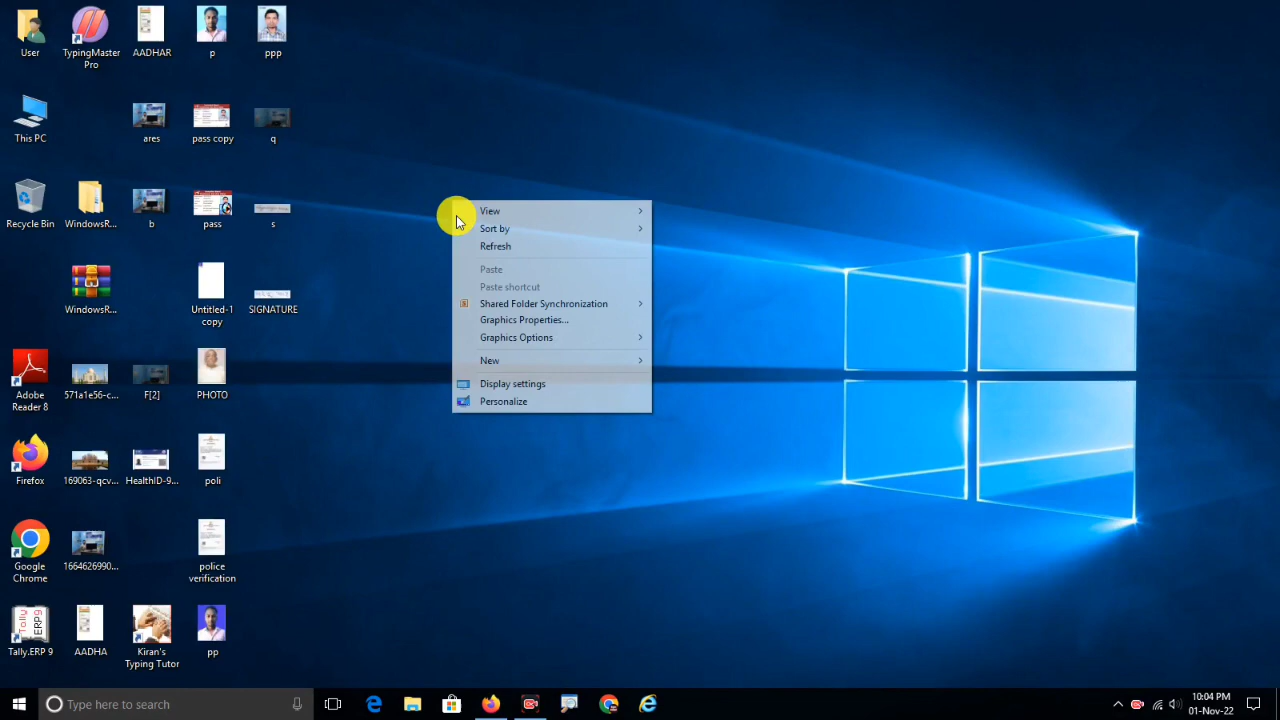 User
TypingMaster
Pro
AADHAR
p
ppp
This PC
ares
pass copy
q
Recycle Bin
WindowsR...
b
pass
s
WindowsR...
Untitled-1
copy
SIGNATURE
Adobe
Reader 8
571a1e56-c...
F[2]
PHOTO
Firefox
169063-qcv...
HealthID-9...
poli
Google
Chrome
1664626990...
police
verification
Tally.ERP 9
AADHA
Kiran's
Typing Tutor
pp
View
Sort by
Refresh
Paste
Paste shortcut
Shared Folder Synchronization
Graphics Properties...
Graphics Options
New
Display settings
Personalize
Type here to search
10:04 PM
01-Nov-22